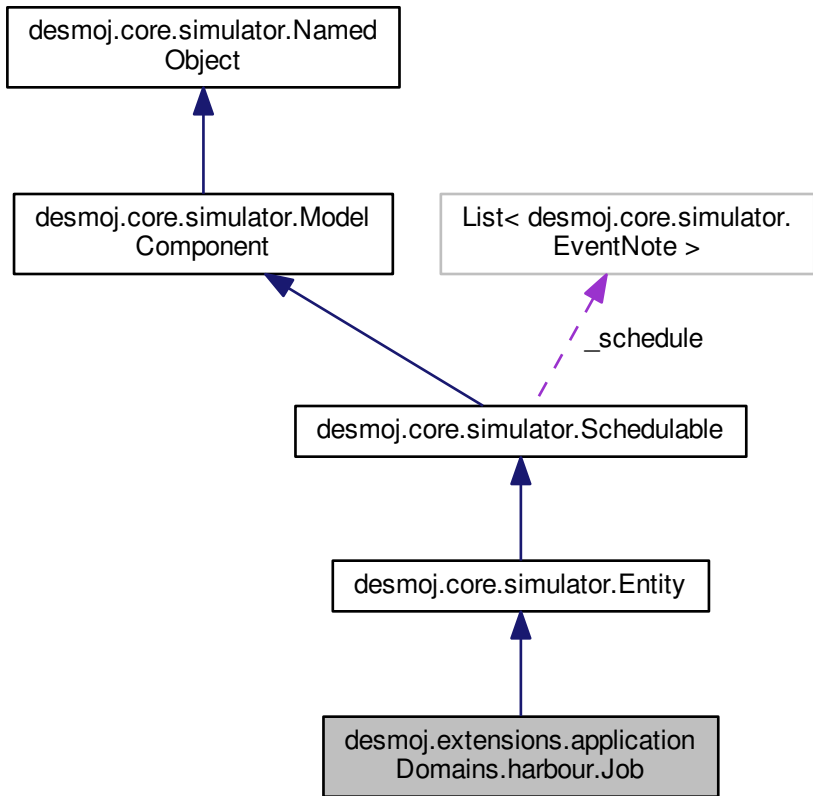 desmoj.core.simulator.Named
Object
desmoj.core.simulator.Model
Component
List< desmoj.core.simulator.
EventNote >
_schedule
desmoj.core.simulator.Schedulable
desmoj.core.simulator.Entity
desmoj.extensions.application
Domains.harbour.Job